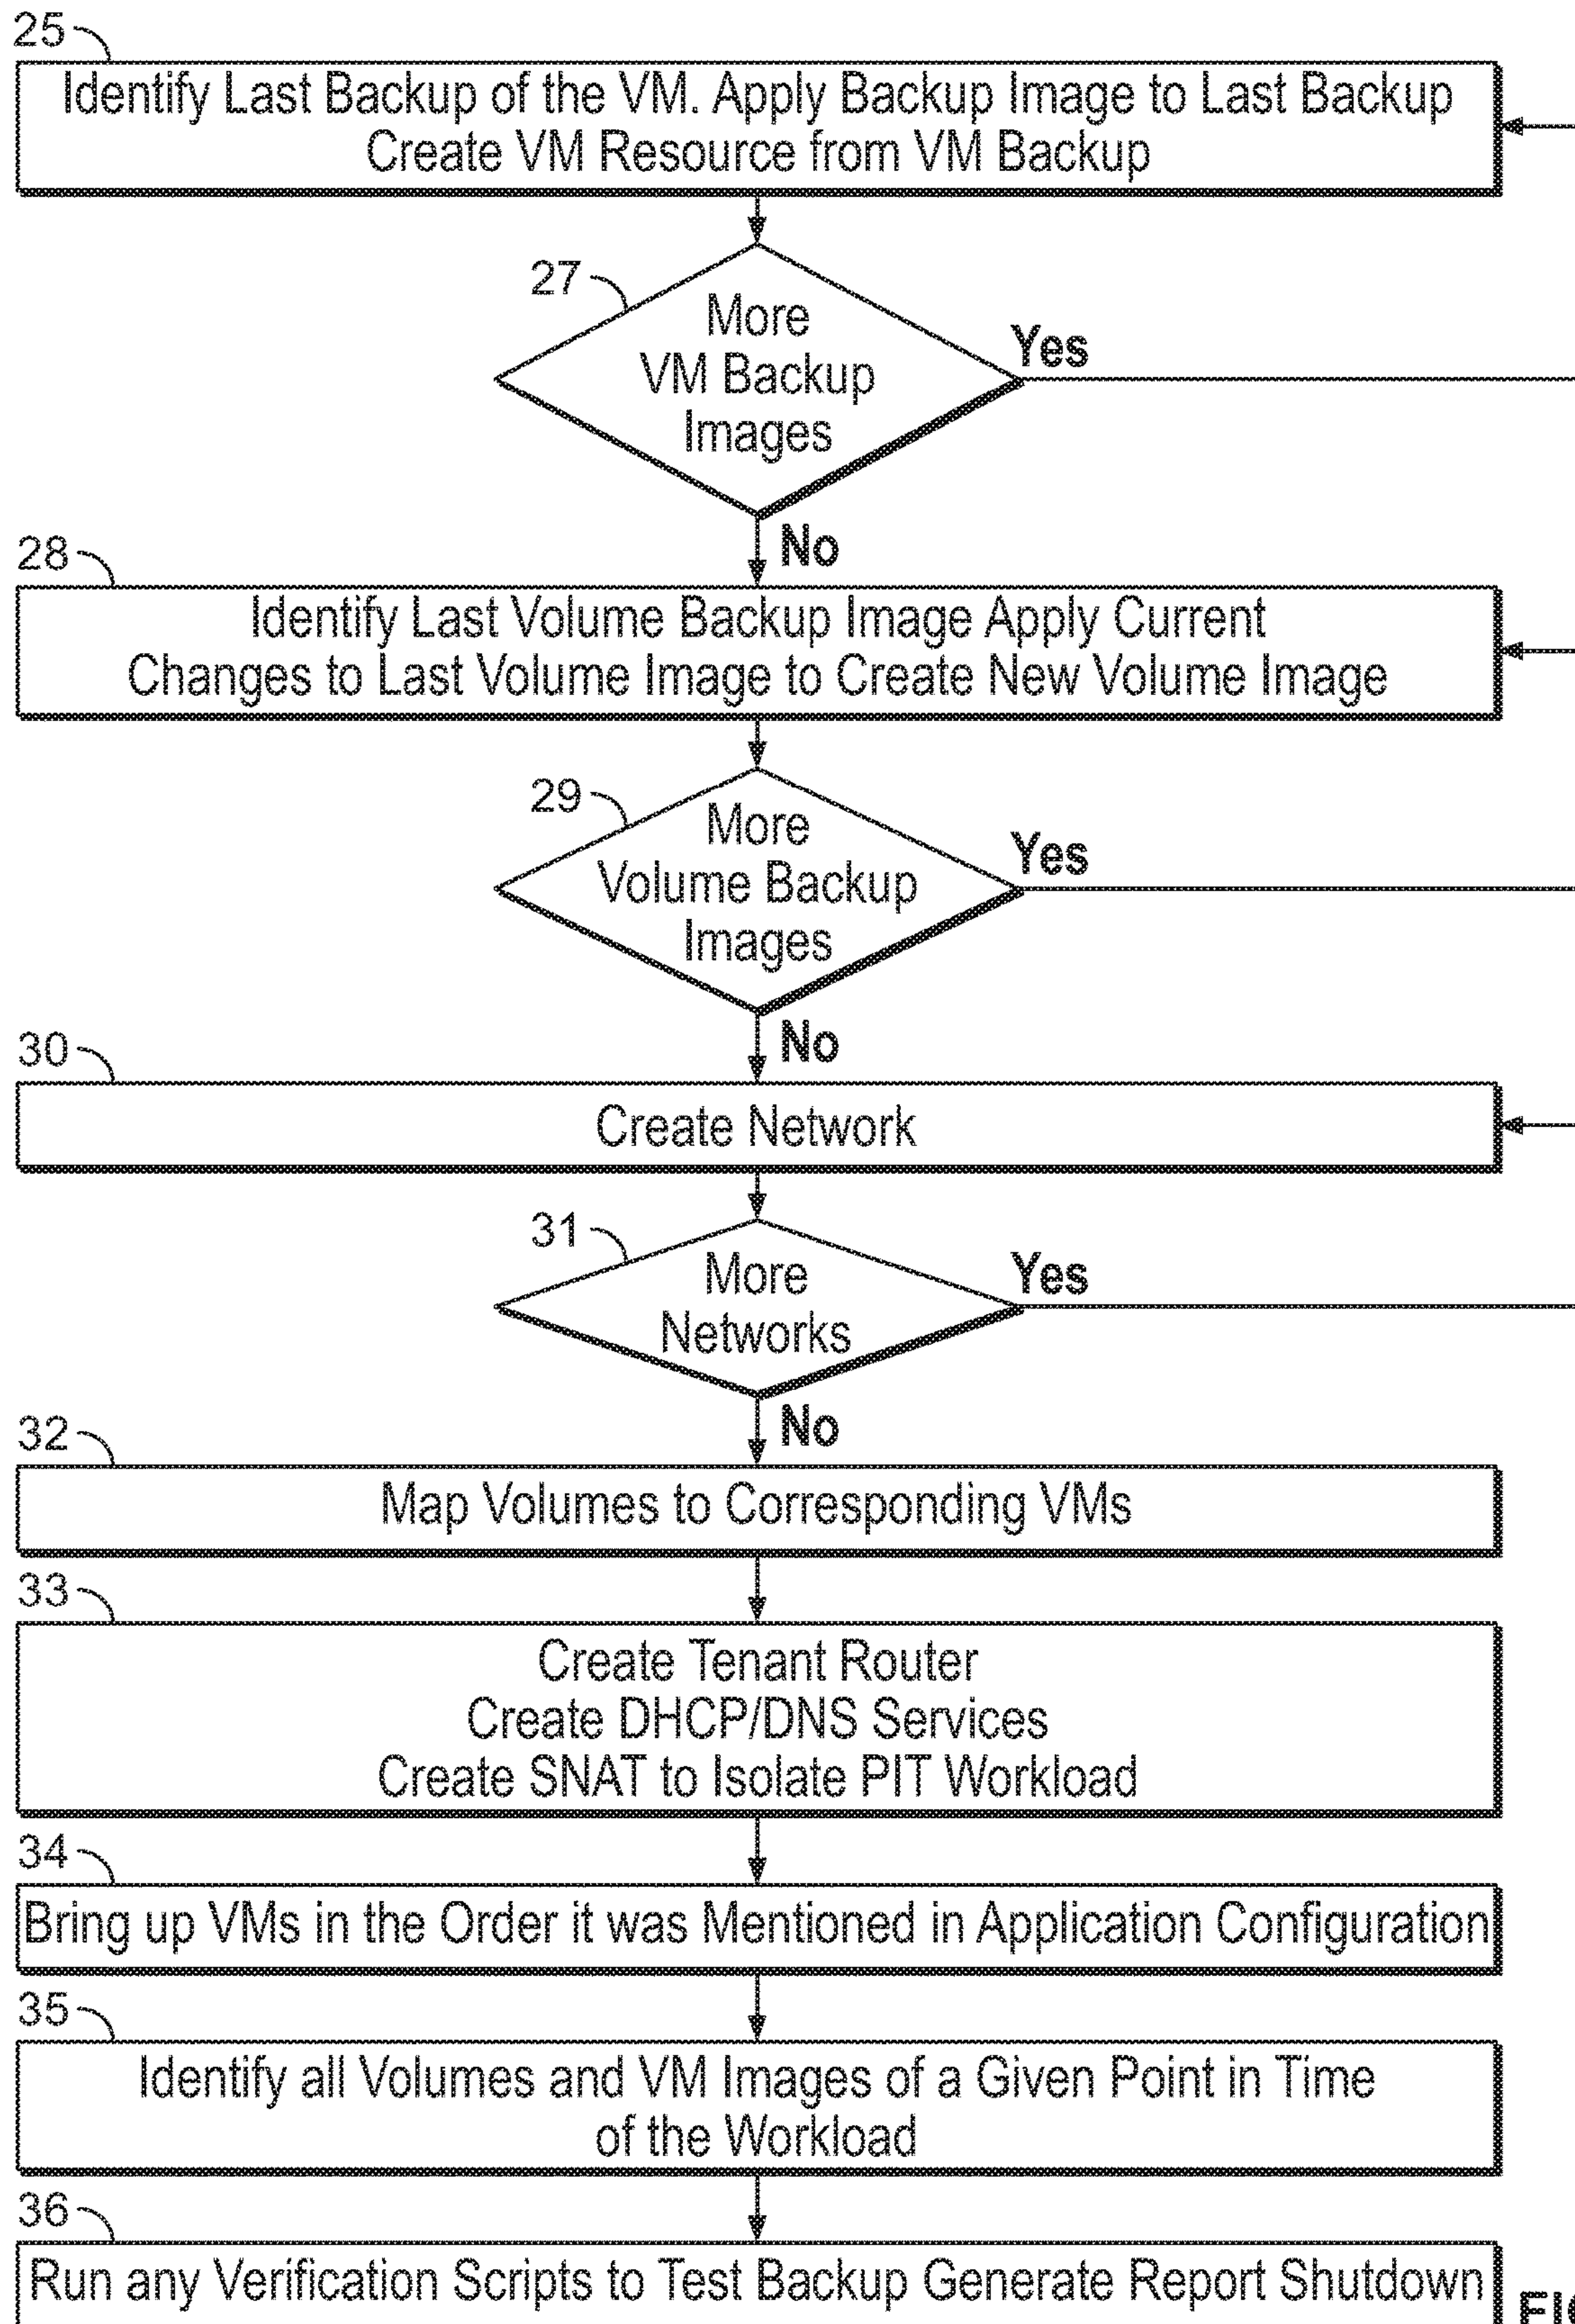 25
Identify Last Backup of the VM. Apply Backup Image to Last Backup
Create VM Resource from VM Backup
27
More
VM Backup
Images
Yes
No
28
Identify Last Volume Backup Image Apply Current
Changes to Last Volume Image to Create New Volume Image
29
More
Volume Backup
Images
Yes
No
30
Create Network
31
More
Networks
Yes
No
32
Map Volumes to Corresponding VMs
33
Create Tenant Router
Create DHCP/DNS Services
Create SNAT to Isolate PIT Workload
34
Bring up VMs in the Order it was Mentioned in Application Configuration
35
Identify all Volumes and VM Images of a Given Point in Time
of the Workload
36
Run any Verification Scripts to Test Backup Generate Report Shutdown